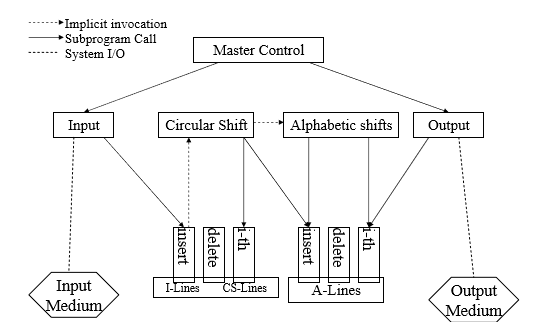 Implicit invocation
Subprogram Call
System I/O
Master Control
Input
Circular Shift
Alphabetic shifts
Output
insert
delete
i-th
insert
delete
i-th
I-Lines
CS-Lines
A-Lines
Input
Medium
Output
Medium